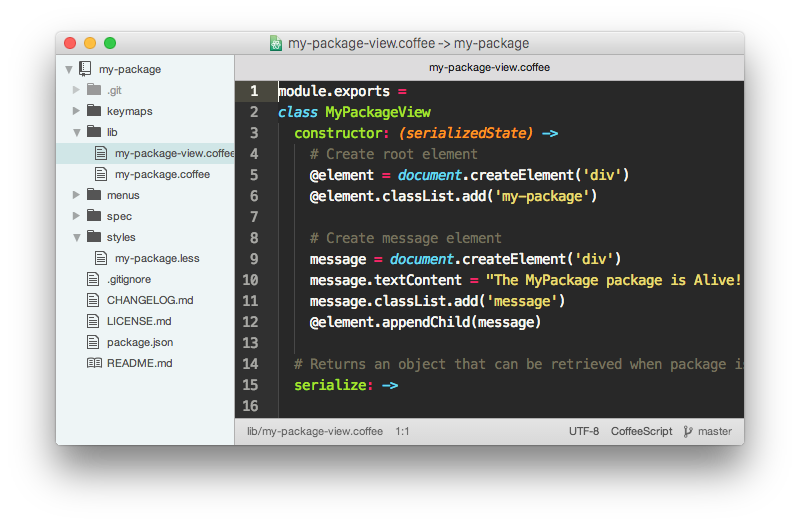 my-package-view.coffee -> my-package
my-package
.git
keymaps
lib
my-package-view.coffee
my-package.coffee
menus
spec
styles
my-package.less
.gitignore
CHANGELOG.md
LICENSE.md
package.json
README.md
my-package-view.coffee
1 module.exports =
2 class MyPackageView
3   constructor: (serializedState) ->
4     # Create root element
5     @element = document.createElement('div')
6     @element.classList.add('my-package')
7
8     # Create message element
9     message = document.createElement('div')
10     message.textContent = "The MyPackage package is Alive!
11     message.classList.add('message')
12     @element.appendChild(message)
13
14   # Returns an object that can be retrieved when package is
15   serialize: ->
16
lib/my-package-view.coffee 1:1 UTF-8 CoffeeScript master